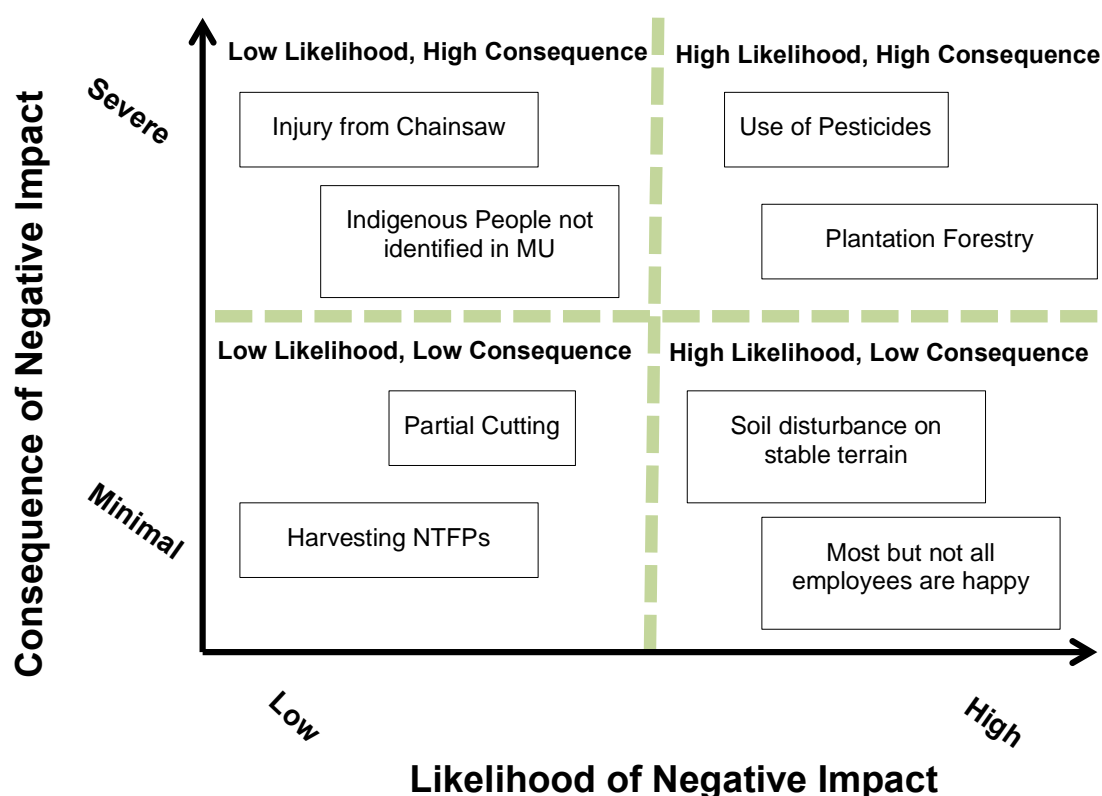 Low Likelihood, High Consequence
High Likelihood, High Consequence
Severe
Injury from Chainsaw
Use of Pesticides
Indigenous People not
identified in MU
Plantation Forestry
Consequence of Negative Impact
Low Likelihood, Low Consequence
High Likelihood, Low Consequence
Partial Cutting
Soil disturbance on
stable terrain
Minimal
Harvesting NTFPs
Most but not all
employees are happy
Low
High
Likelihood of Negative Impact